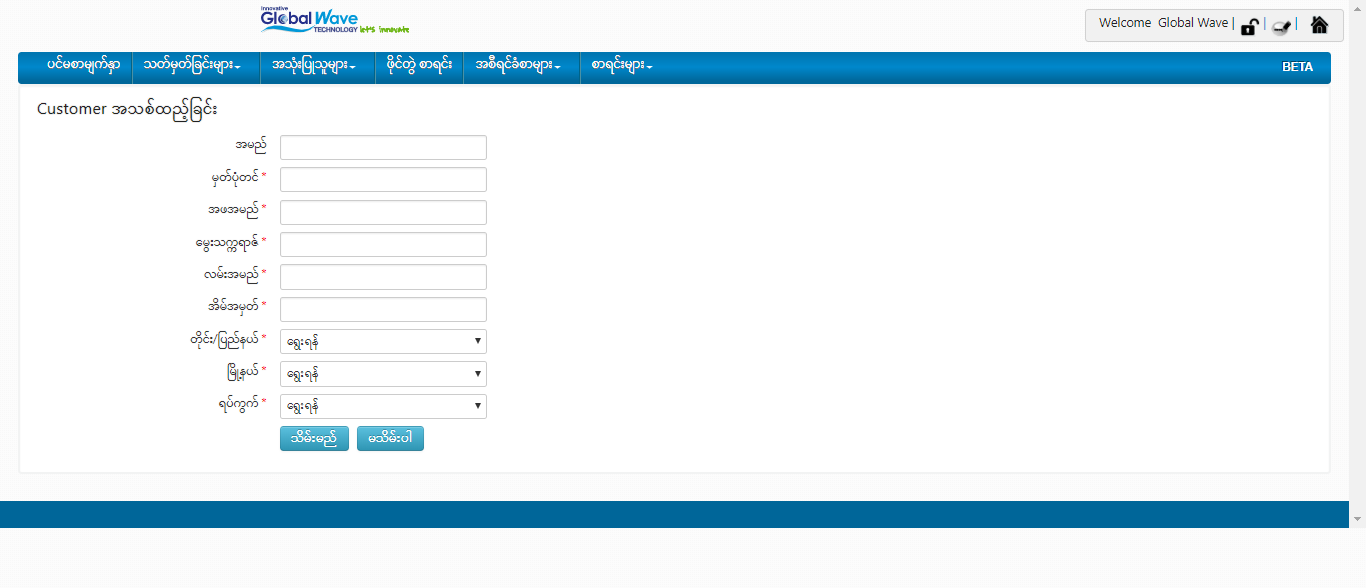 Innovative
Global Wave
TECHNOLOGY let's innovate
Welcome Global Wave | | |
ပင်မစာမျက်နှာ သတ်မှတ်ခြင်းများ အသုံးပြုသူများ ဖိုင်တွဲ စာရင်း အစီရင်ခံစာများ စာရင်းများ BETA
Customer အသစ်ထည့်ခြင်း
အမည်
မှတ်ပုံတင် *
အဖအမည် *
မွေးသက္ကရာဇ် *
လမ်းအမည် *
အိမ်အမှတ် *
တိုင်း/ပြည်နယ် * ရွေးရန်
မြို့နယ် * ရွေးရန်
ရပ်ကွက် * ရွေးရန်
သိမ်းမည် မသိမ်းပါ